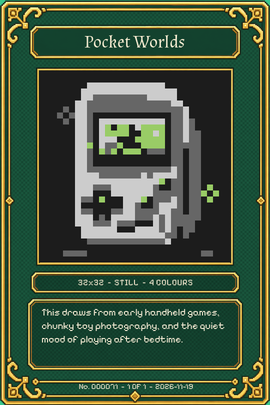 Pocket Worlds
32x32 - STILL - 4 COLOURS
This draws from early handheld games,
chunky toy photography, and the quiet
mood of playing after bedtime.
No. 000071 - 1 OF 1 - 2026-11-19